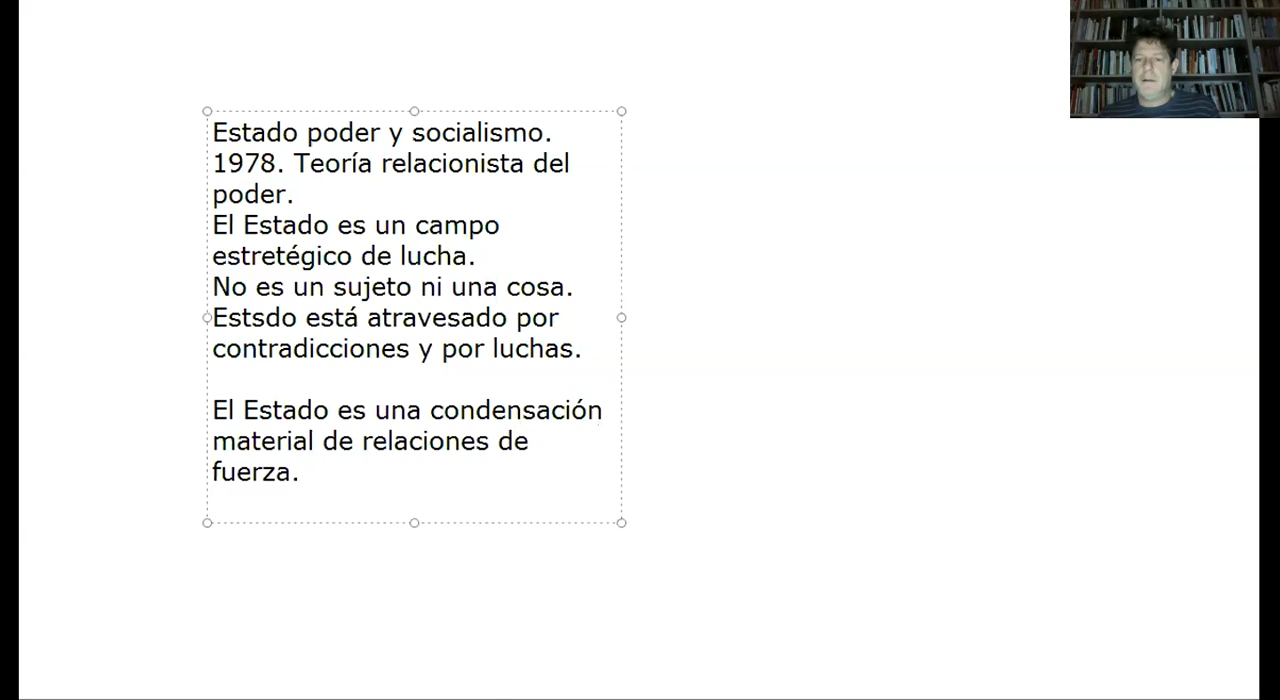 Estado poder y socialismo.
1978. Teoría relacionista del
poder.
El Estado es un campo
estretégico de lucha.
No es un sujeto ni una cosa.
Estsdo está atravesado por
contradicciones y por luchas.
El Estado es una condensación
material de relaciones de
fuerza.